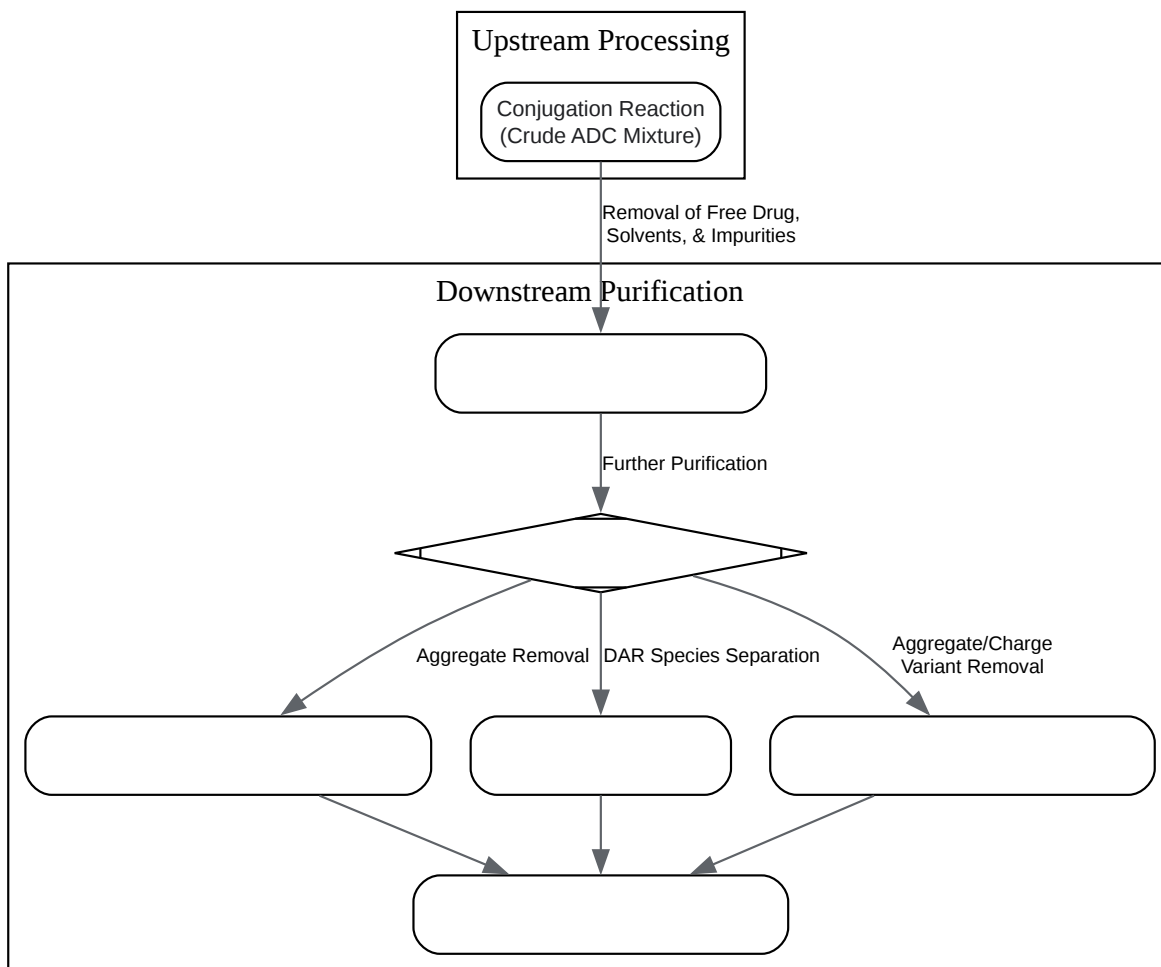 Upstream Processing
Conjugation Reaction
(Crude ADC Mixture)
Removal of Free Drug,
Solvents, & Impurities
Downstream Purification
Further Purification
Aggregate Removal
DAR Species Separation
Aggregate/Charge
Variant Removal